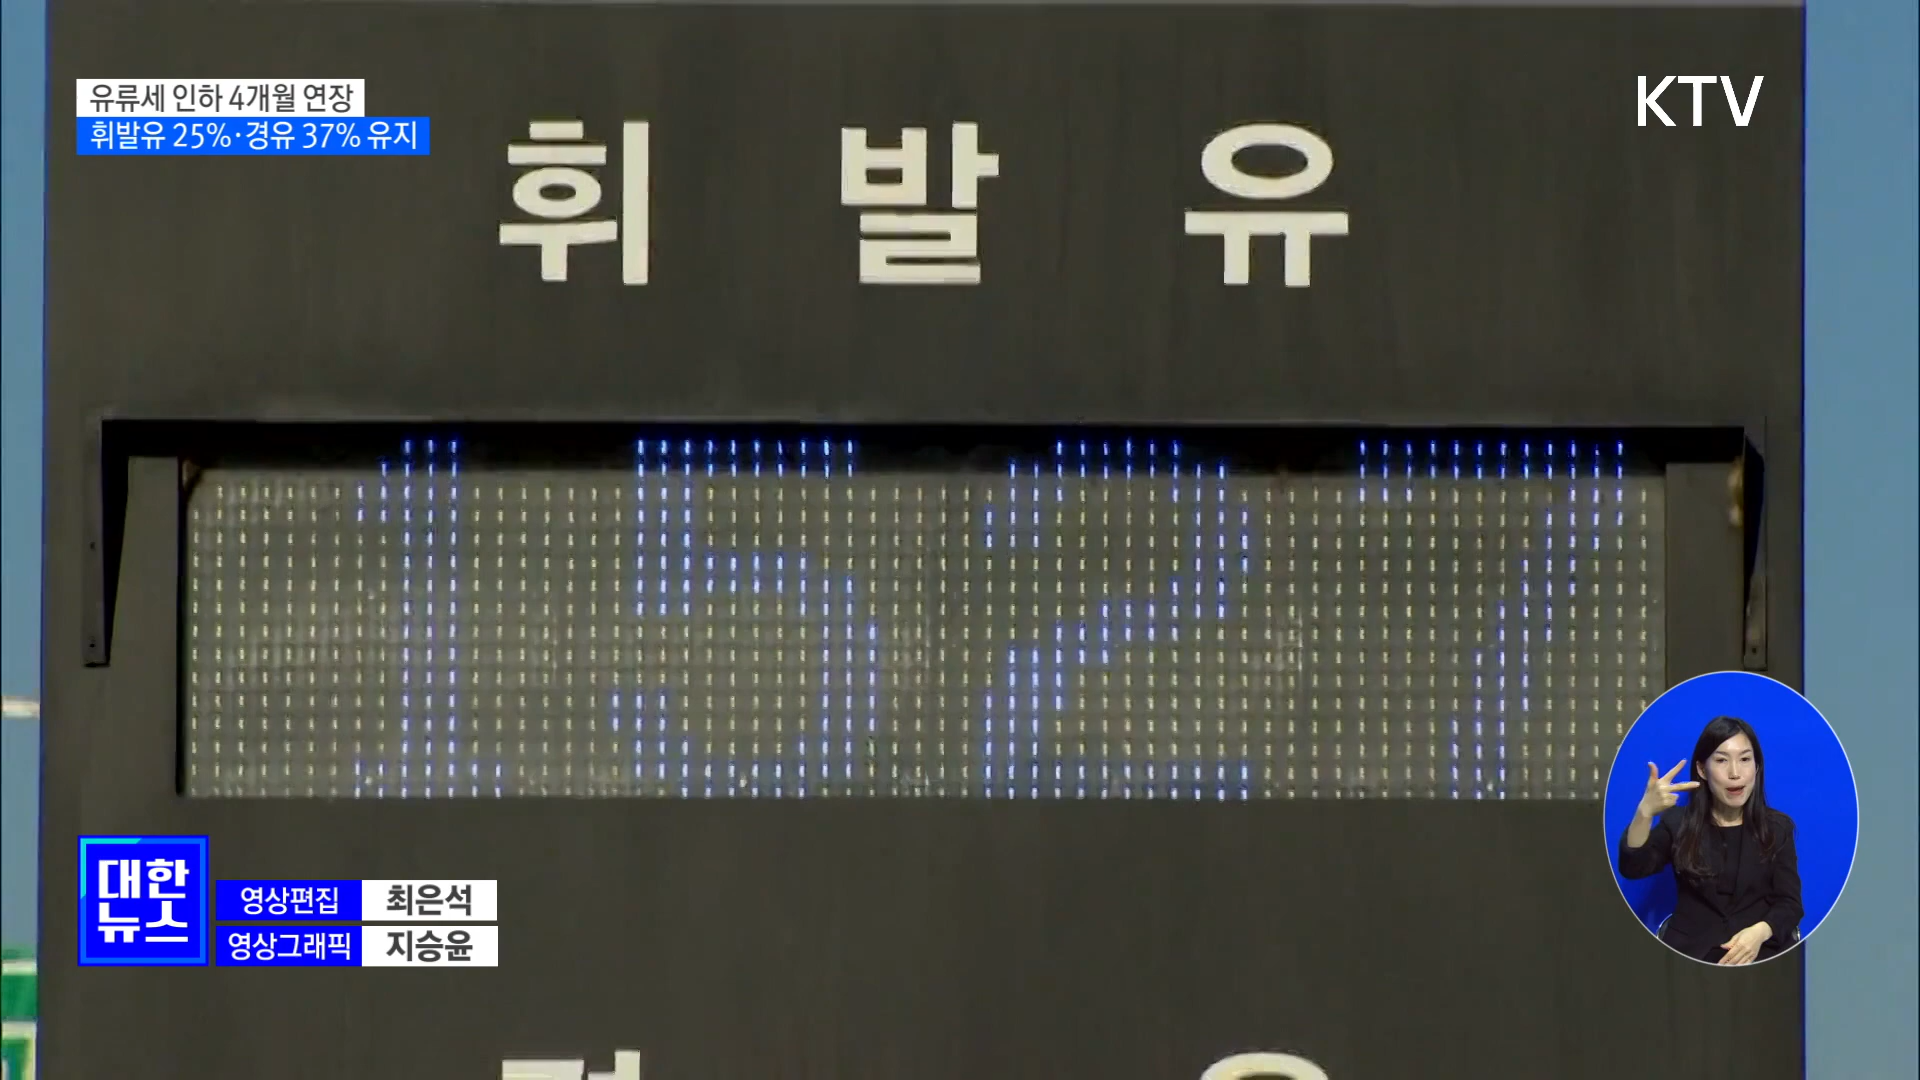 유류세 인하 4개월 연장
휘발유 25%·경유 37% 유지
KTV
휘 발 유
1527
대한
뉴스
영상편집 최은석
영상그래픽 지승윤